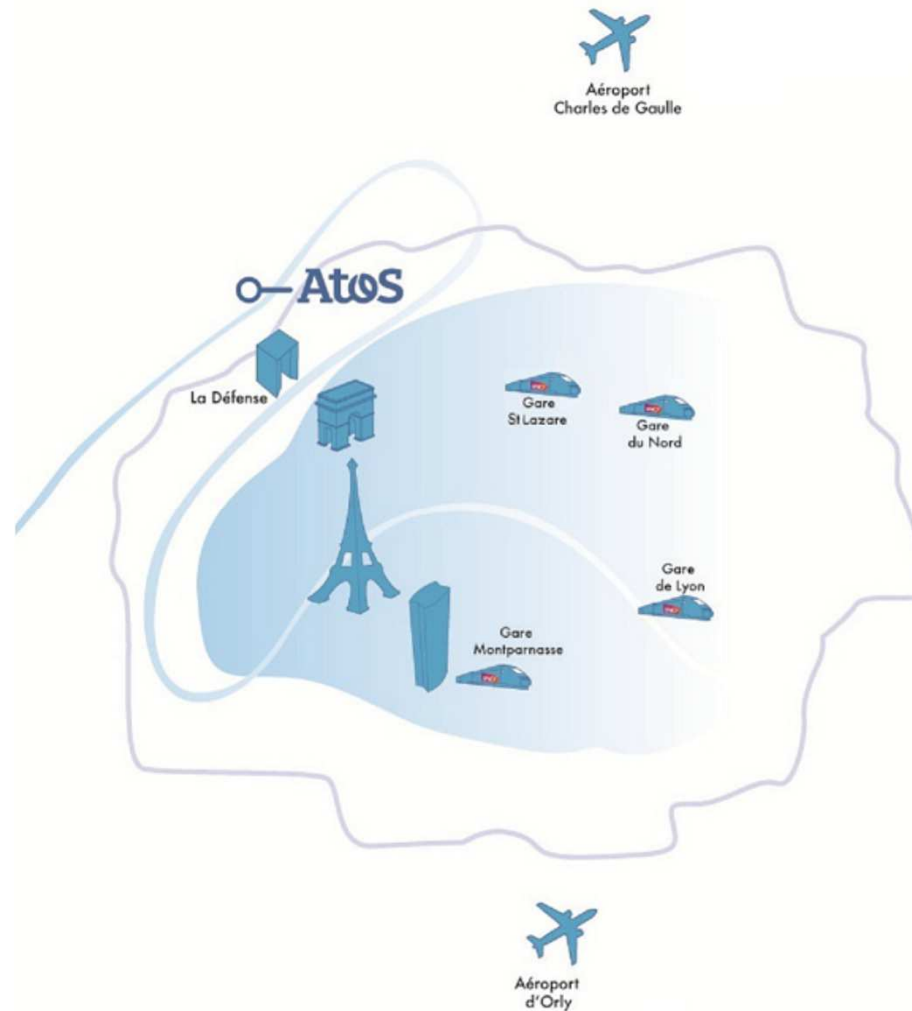 Aéroport
Charles de Gaulle
Atos
La Défense
Gare
St Lazare
Gare
du Nord
Gare
de Lyon
Gare
Montparnasse
Aéroport
d'Orly